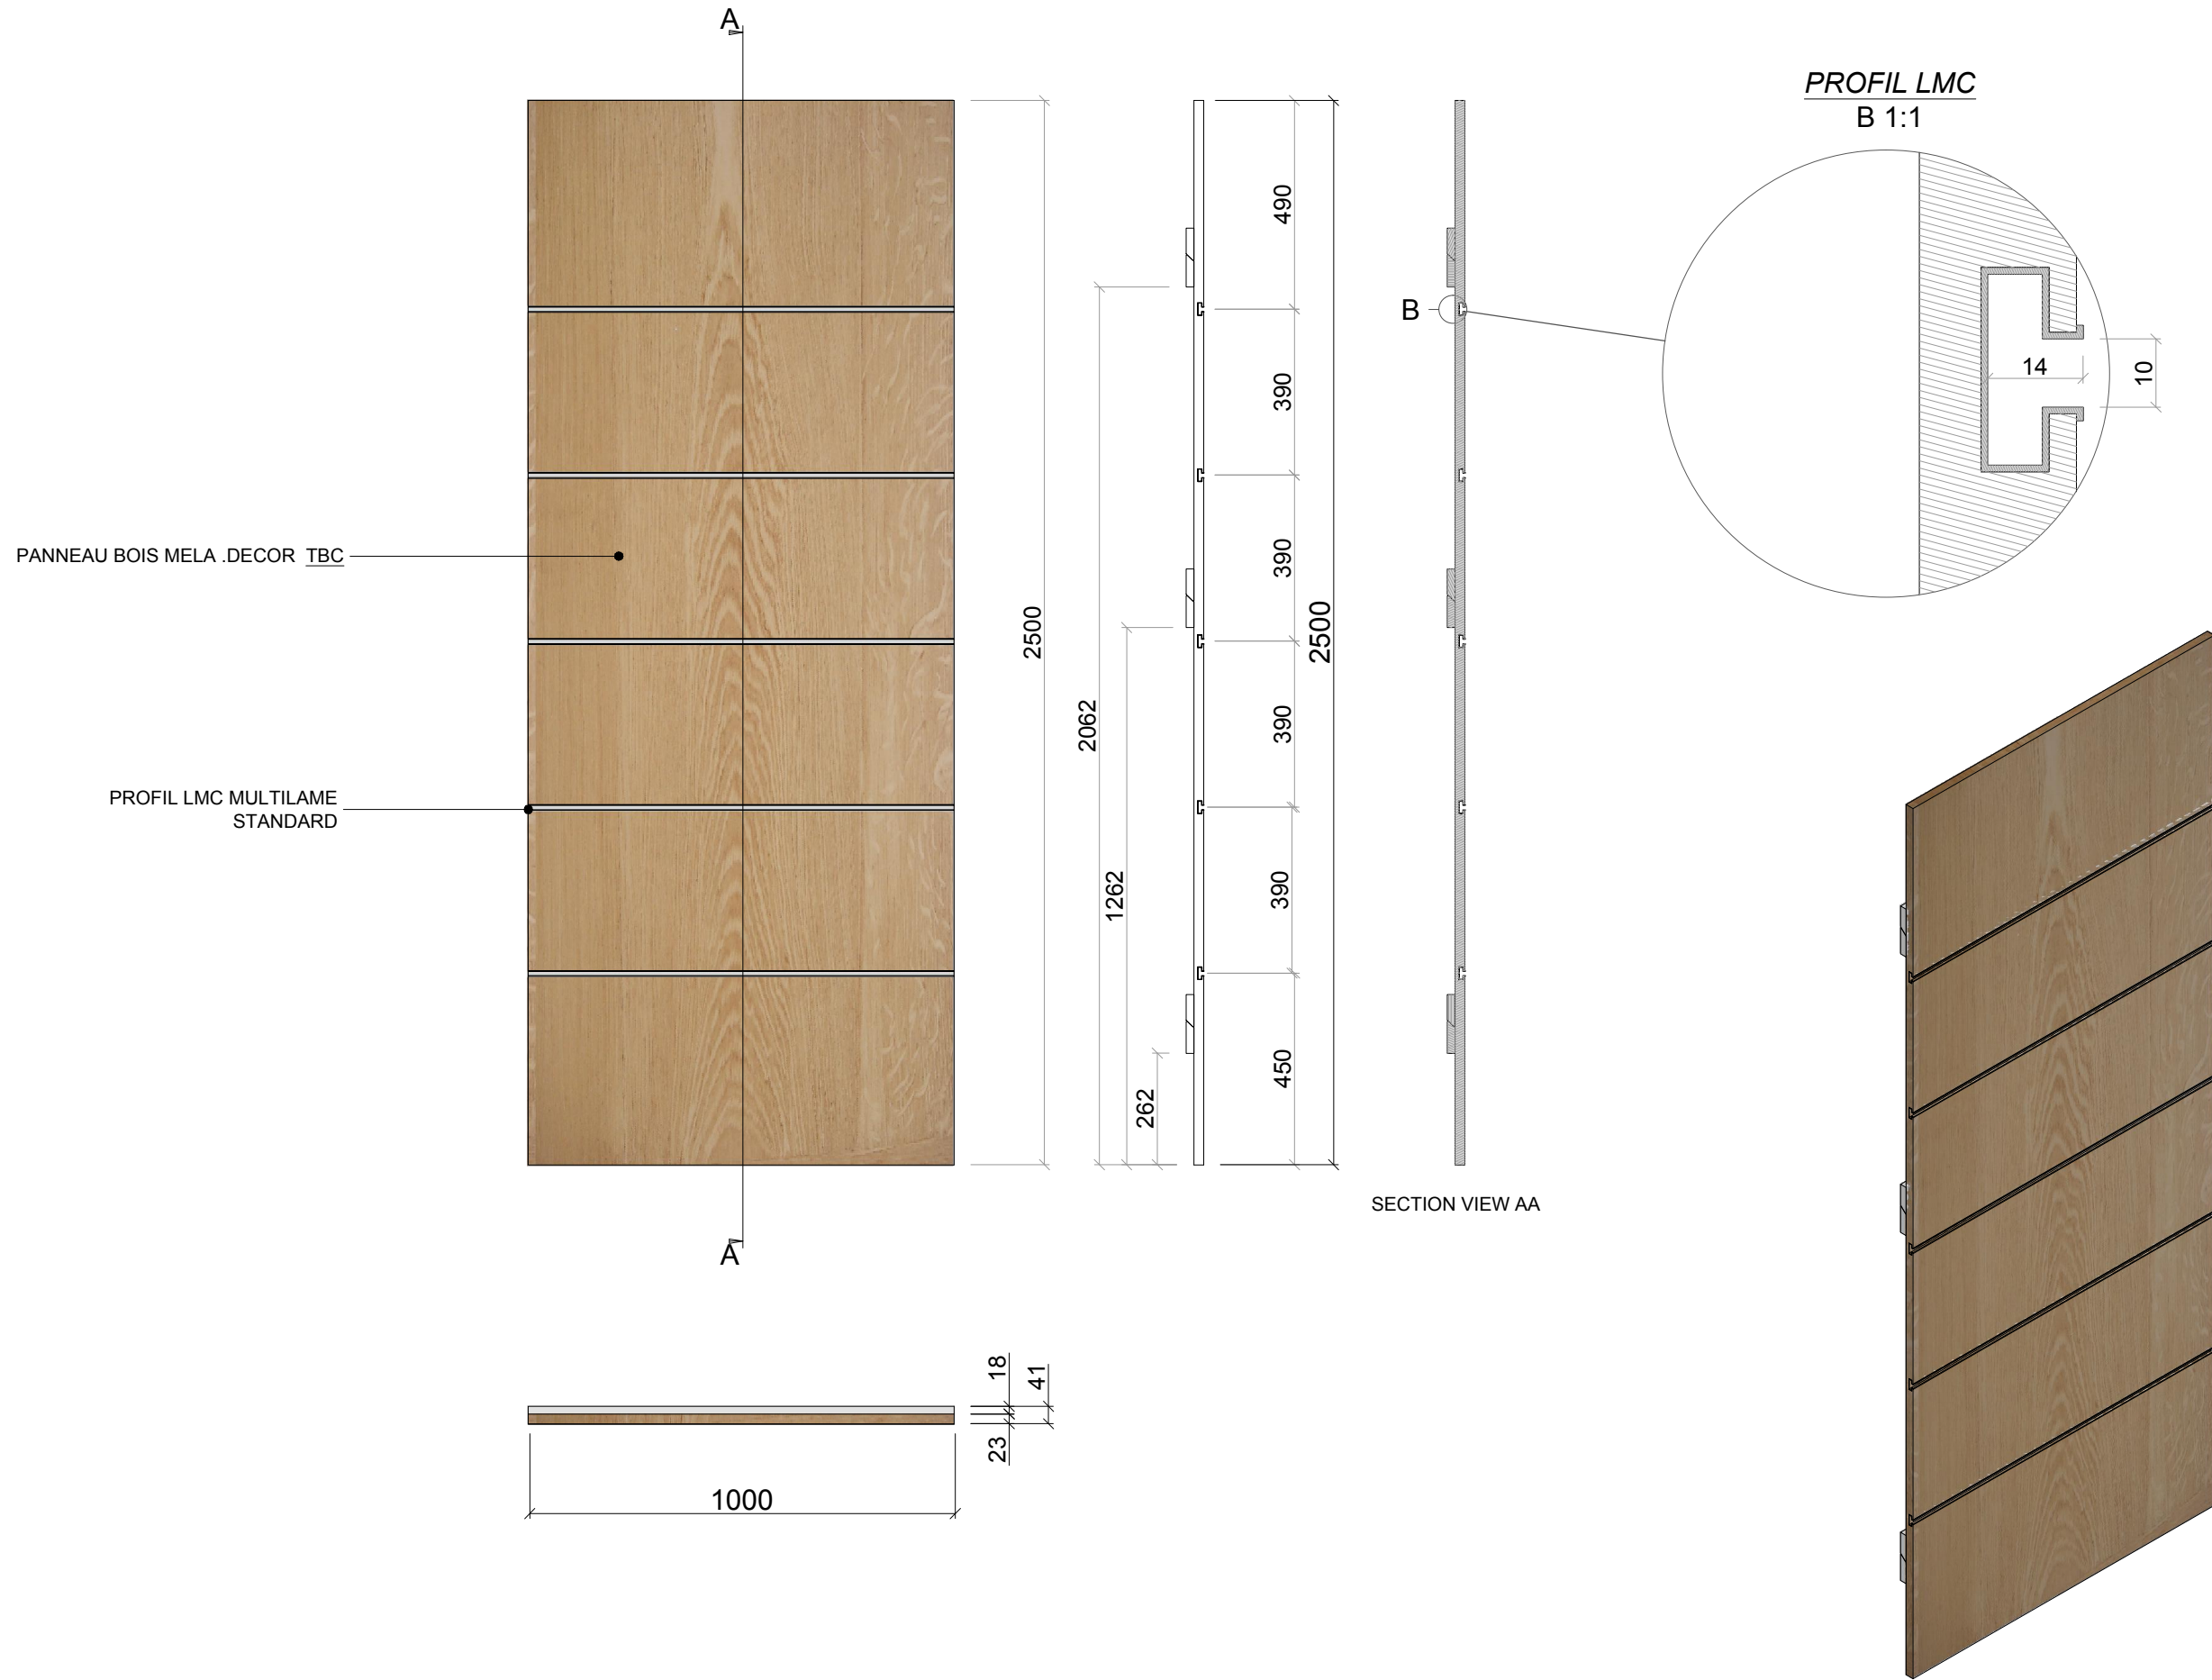 A
PROFIL LMC
B 1:1
490
B
14
10
390
PANNEAU BOIS MELA .DECOR TBC
390
2500
2500
2062
390
PROFIL LMC MULTILAME
STANDARD
1262
390
450
262
SECTION VIEW AA
A
18
41
23
1000